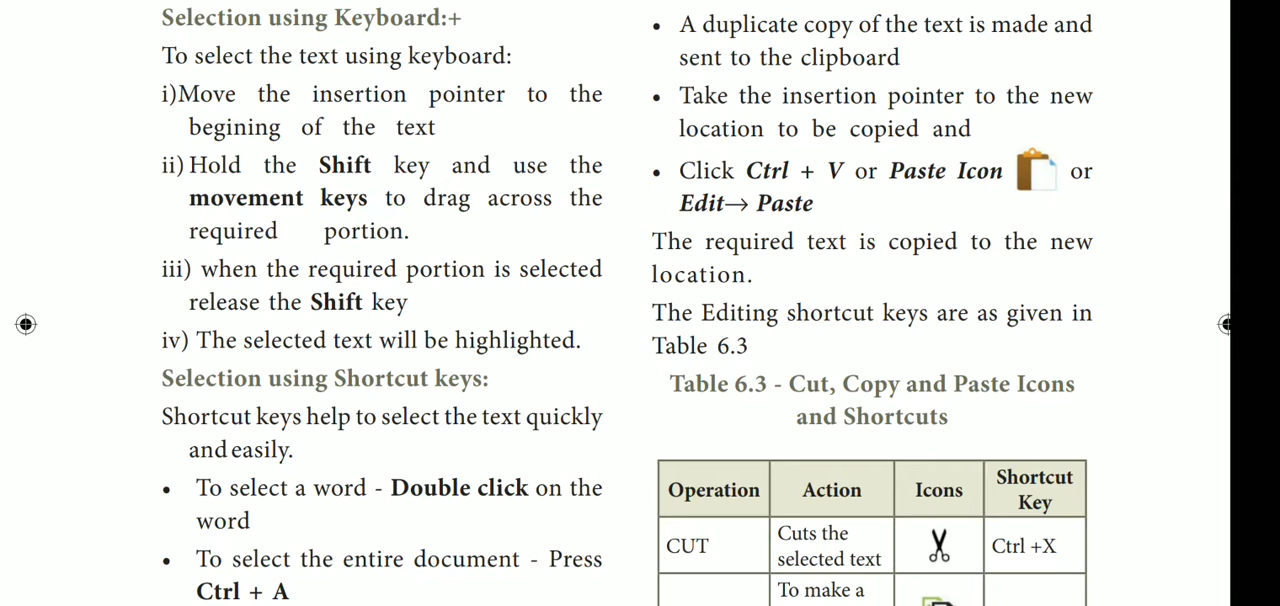 Selection using Keyboard:+
To select the text using keyboard:
i)Move the insertion pointer to the
begining of the text
ii) Hold the Shift key and use the
movement keys to drag across the
required portion.
iii) when the required portion is selected
release the Shift key
iv) The selected text will be highlighted.
Selection using Shortcut keys:
Shortcut keys help to select the text quickly
and easily.
• To select a word - Double click on the
word
• To select the entire document - Press
Ctrl + A
• A duplicate copy of the text is made and
sent to the clipboard
• Take the insertion pointer to the new
location to be copied and
• Click Ctrl + V or Paste Icon or
Edit→ Paste
The required text is copied to the new
location.
The Editing shortcut keys are as given in
Table 6.3
Table 6.3 - Cut, Copy and Paste Icons
and Shortcuts
Operation Action Icons Shortcut Key
CUT Cuts the selected text Ctrl +X
To make a